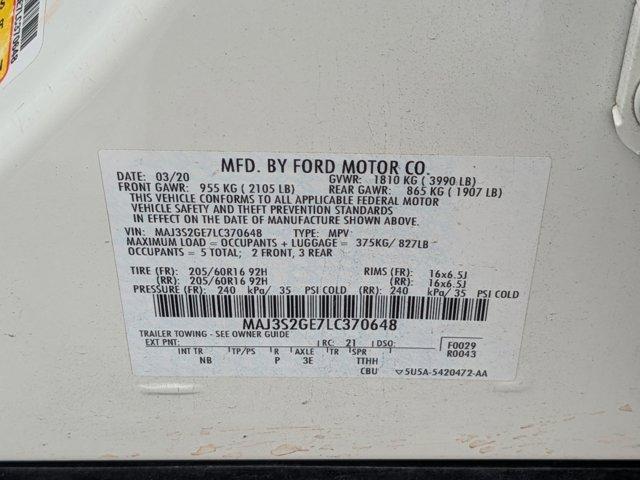 MFD. BY FORD MOTOR CO.
DATE: 03/20 GVWR: 1810 KG ( 3990 LB)
FRONT GAWR: 955 KG ( 2105 LB) REAR GAWR: 865 KG ( 1907 LB)
THIS VEHICLE CONFORMS TO ALL APPLICABLE FEDERAL MOTOR
VEHICLE SAFETY AND THEFT PREVENTION STANDARDS
IN EFFECT ON THE DATE OF MANUFACTURE SHOWN ABOVE.
VIN: MAJ3S2GE7LC370648 TYPE: MPV
MAXIMUM LOAD = OCCUPANTS + LUGGAGE = 375KG/ 827LB
OCCUPANTS = 5 TOTAL; 2 FRONT, 3 REAR
TIRE (FR): 205/60R16 92H RIMS (FR): 16x6.5J
(RR): 205/60R16 92H (RR): 16x6.5J
PRESSURE (FR): 240 kPa/ 35 PSI COLD (RR): 240 kPa/ 35 PSI COLD
MAJ3S2GE7LC370648
TRAILER TOWING - SEE OWNER GUIDE
EXT PNT: RC: 21 DSO: F0029
R0043
INT TR TP/PS R AXLE TR SPR
NB P 3E TTHH
CBU 5U5A-5420472-AA